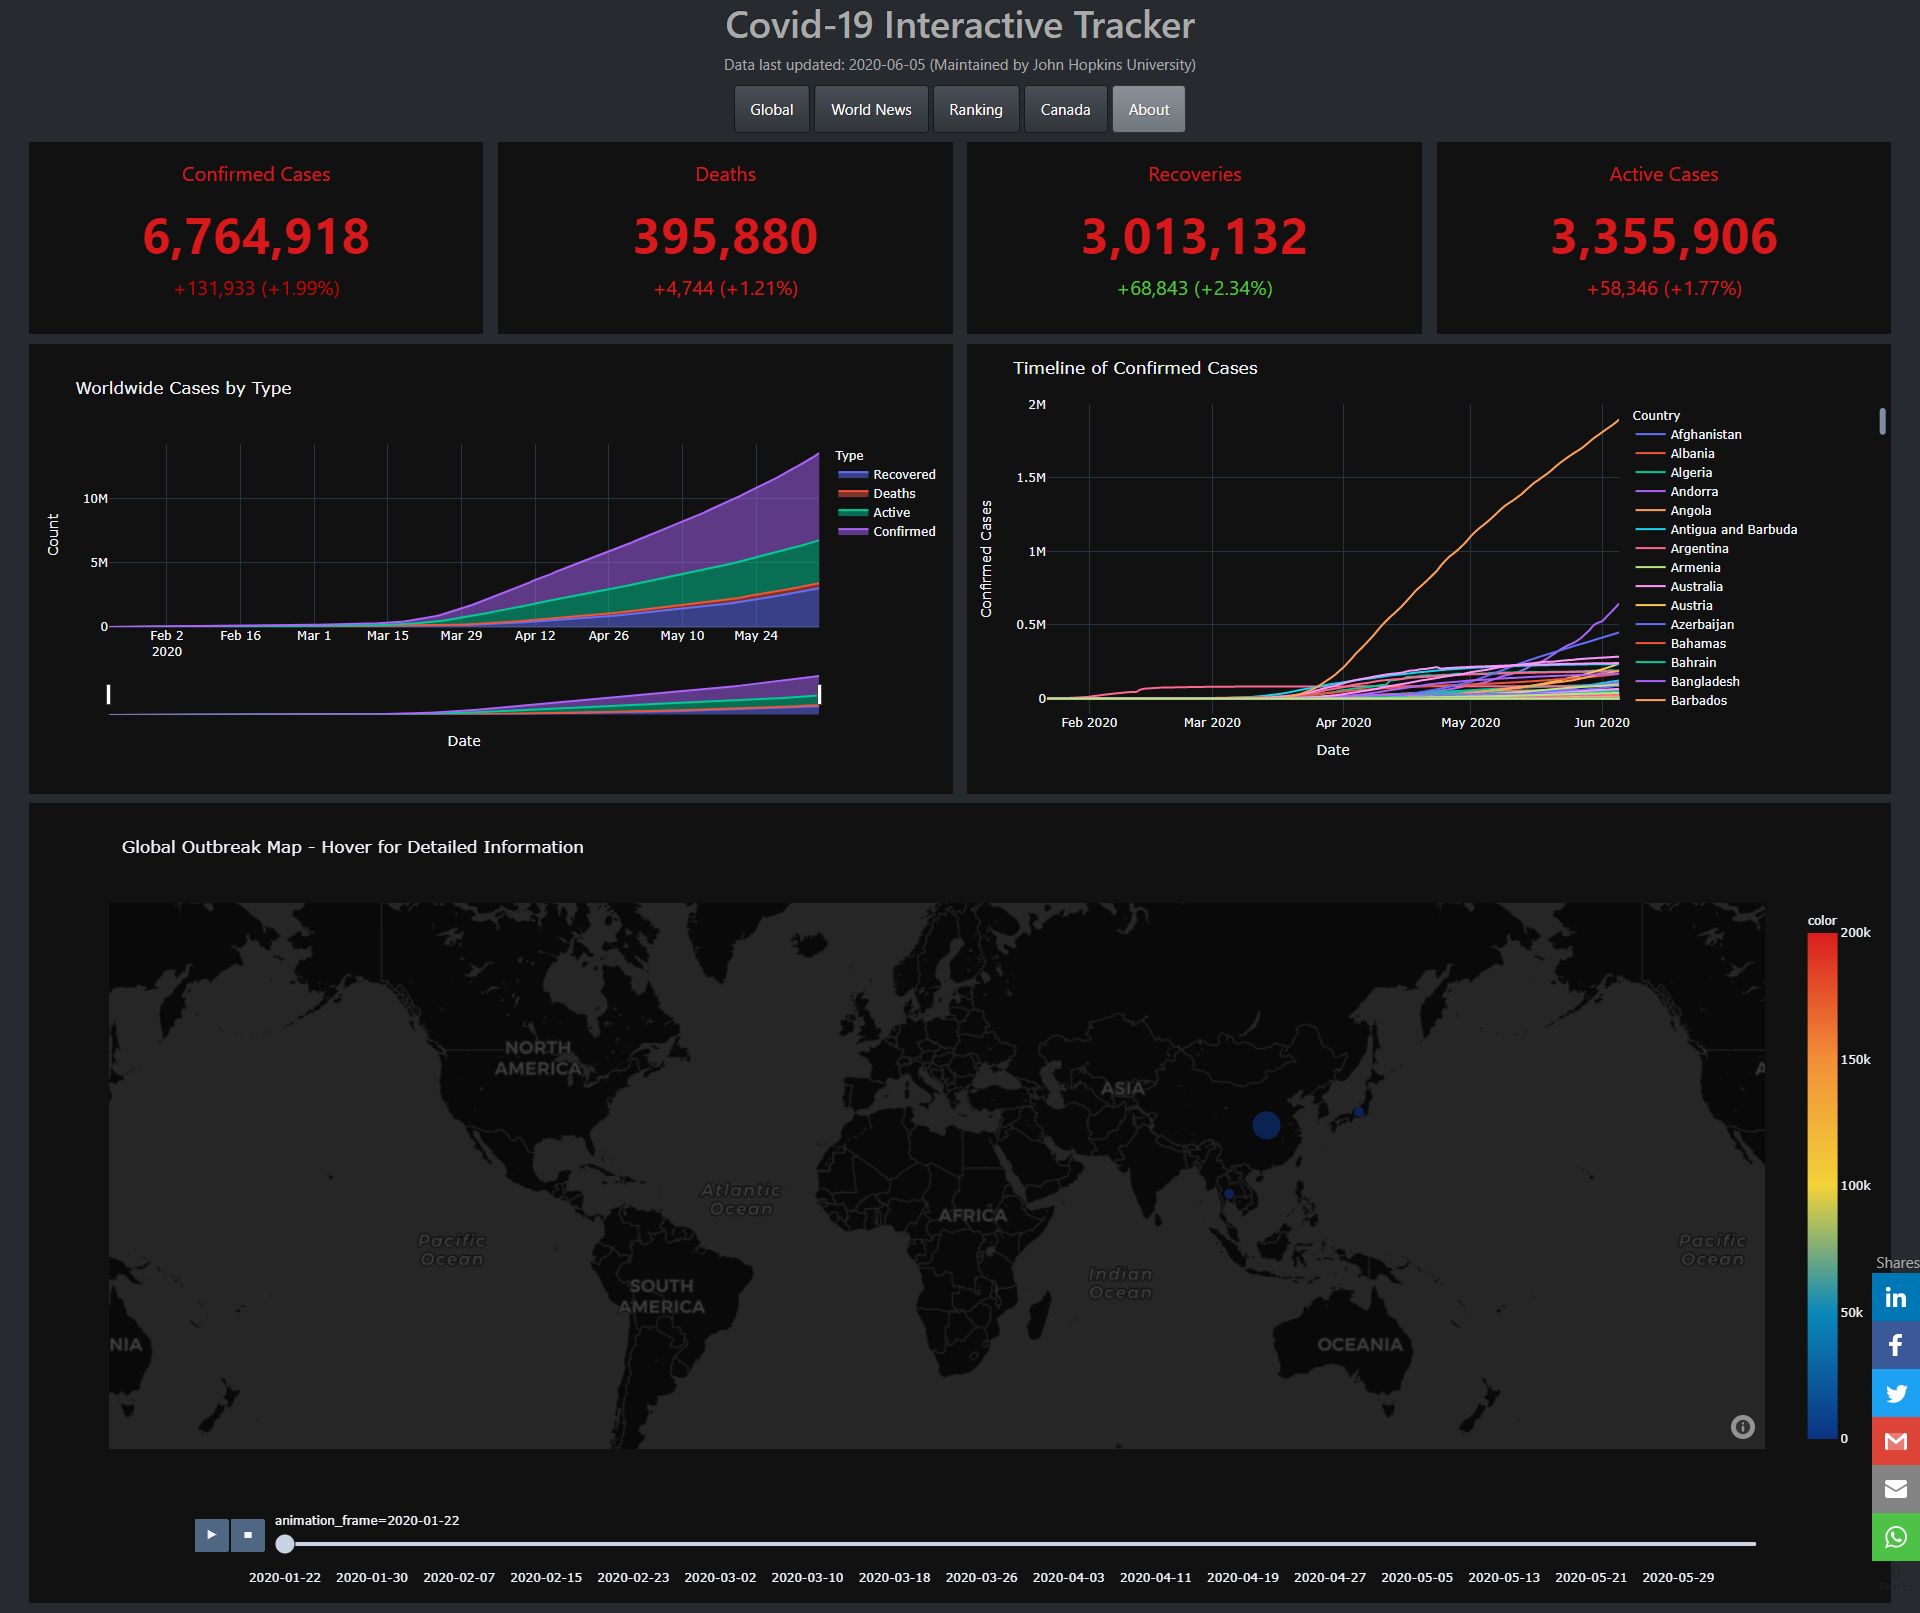 Covid-19 Interactive Tracker
Data last updated: 2020-06-05 (Maintained by John Hopkins University)
Global World News Ranking Canada About
Confirmed Cases
6,764,918
+131,933 (+1.99%)
Deaths
395,880
+4,744 (+1.21%)
Recoveries
3,013,132
+68,843 (+2.34%)
Active Cases
3,355,906
+58,346 (+1.77%)
Worldwide Cases by Type
Count
10M
5M
0
Feb 2 Feb 16 Mar 1 Mar 15 Mar 29 Apr 12 Apr 26 May 10 May 24
2020
Date
Type
Recovered
Deaths
Active
Confirmed
Timeline of Confirmed Cases
Confirmed Cases
2M
1.5M
1M
0.5M
0
Feb 2020 Mar 2020 Apr 2020 May 2020 Jun 2020
Date
Country
Afghanistan
Albania
Algeria
Andorra
Angola
Antigua and Barbuda
Argentina
Armenia
Australia
Austria
Azerbaijan
Bahamas
Bahrain
Bangladesh
Barbados
Global Outbreak Map - Hover for Detailed Information
NORTH
AMERICA
ASIA
Atlantic
Ocean
AFRICA
Pacific
Ocean
Pacific
Ocean
SOUTH
AMERICA
Indian
Ocean
NIA
OCEANIA
A
color
200k
150k
100k
50k
0
Shares
in
animation_frame=2020-01-22
2020-01-22 2020-01-30 2020-02-07 2020-02-15 2020-02-23 2020-03-02 2020-03-10 2020-03-18 2020-03-26 2020-04-03 2020-04-11 2020-04-19 2020-04-27 2020-05-05 2020-05-13 2020-05-21 2020-05-29